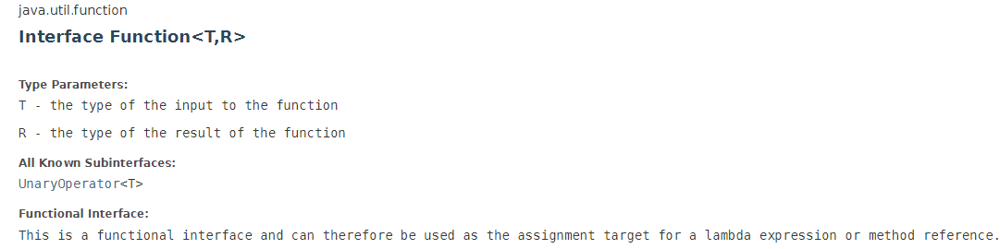 java.util.function
Interface Function<T,R>
Type Parameters:
T - the type of the input to the function
R - the type of the result of the function
All Known Subinterfaces:
UnaryOperator<T>
Functional Interface:
This is a functional interface and can therefore be used as the assignment target for a lambda expression or method reference.